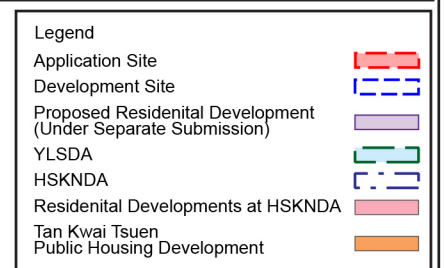 Legend
Application Site
Development Site
Proposed Residenital Development
(Under Separate Submission)
YLSDA
HSKNDA
Residenital Developments at HSKNDA
Tan Kwai Tsuen
Public Housing Development